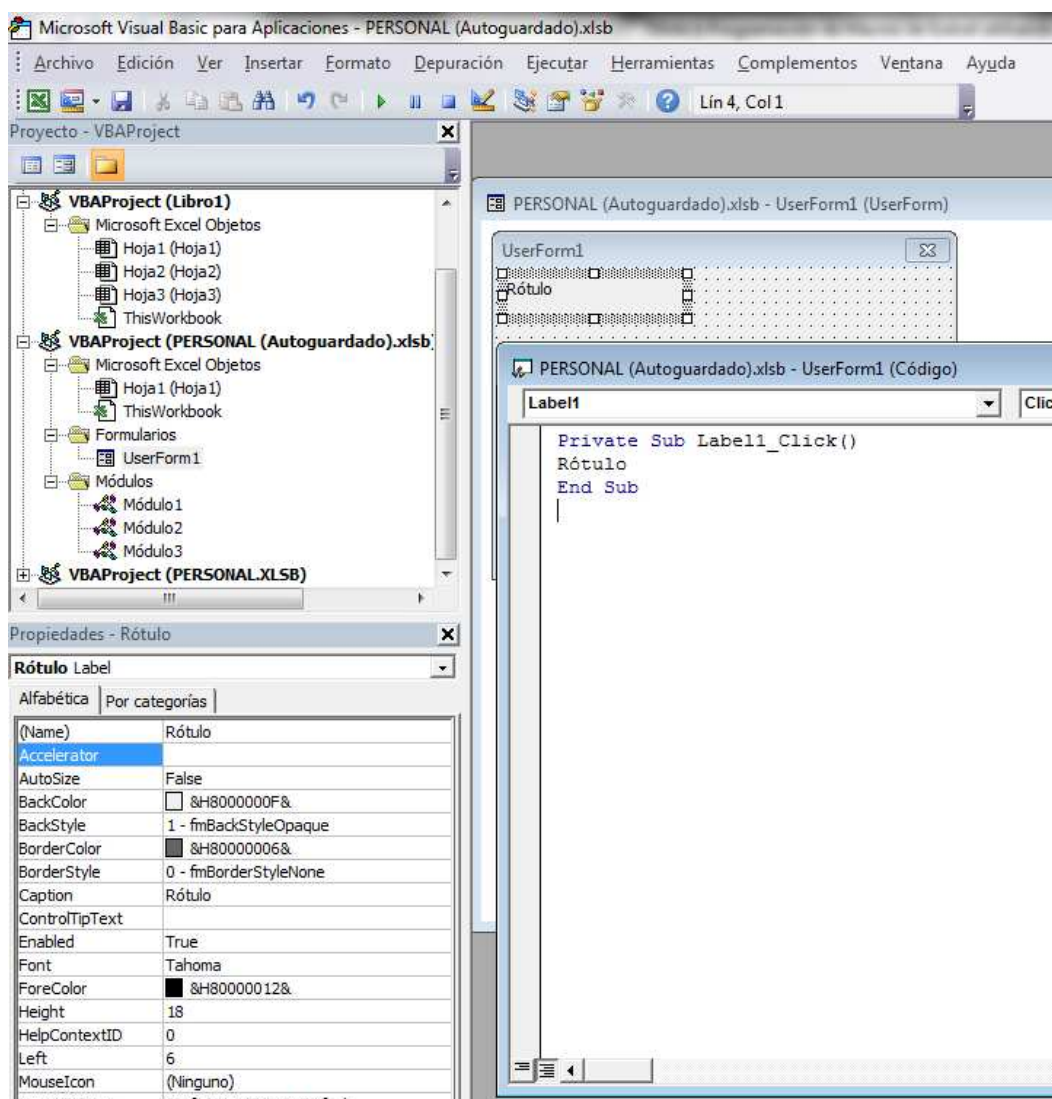 Microsoft Visual Basic para Aplicaciones - PERSONAL (Autoguardado).xlsb
Archivo Edición Ver Insertar Formato Depuración Ejecutar Herramientas Complementos Ventana Ayuda
Lín 4, Col 1
Proyecto - VBAProject
VBAProject (Libro1)
Microsoft Excel Objetos
Hoja1 (Hoja1)
Hoja2 (Hoja2)
Hoja3 (Hoja3)
ThisWorkbook
VBAProject (PERSONAL (Autoguardado).xlsb)
Microsoft Excel Objetos
Hoja1 (Hoja1)
ThisWorkbook
Formularios
UserForm1
Módulos
Módulo1
Módulo2
Módulo3
VBAProject (PERSONAL.XLSB)
Propiedades - Rótulo
Rótulo Label
Alfabética Por categorías
(Name) Rótulo
Accelerator
AutoSize False
BackColor &H8000000F&
BackStyle 1 - fmBackStyleOpaque
BorderColor &H80000006&
BorderStyle 0 - fmBorderStyleNone
Caption Rótulo
ControlTipText
Enabled True
Font Tahoma
ForeColor &H80000012&
Height 18
HelpContextID 0
Left 6
MouseIcon (Ninguno)
PERSONAL (Autoguardado).xlsb - UserForm1 (UserForm)
UserForm1
Rótulo
PERSONAL (Autoguardado).xlsb - UserForm1 (Código)
Label1 Clic
Private Sub Label1_Click()
Rótulo
End Sub